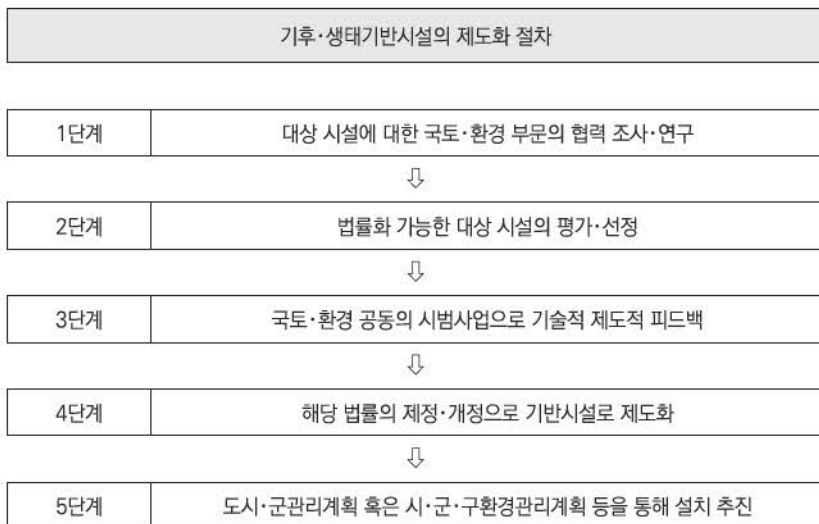 기후·생태기반시설의 제도화 절차
1단계 대상 시설에 대한 국토·환경 부문의 협력 조사·연구
⇩
2단계 법률화 가능한 대상 시설의 평가·선정
⇩
3단계 국토·환경 공동의 시범사업으로 기술적 제도적 피드백
⇩
4단계 해당 법률의 제정·개정으로 기반시설로 제도화
⇩
5단계 도시·군관리계획 혹은 시·군·구환경관리계획 등을 통해 설치 추진